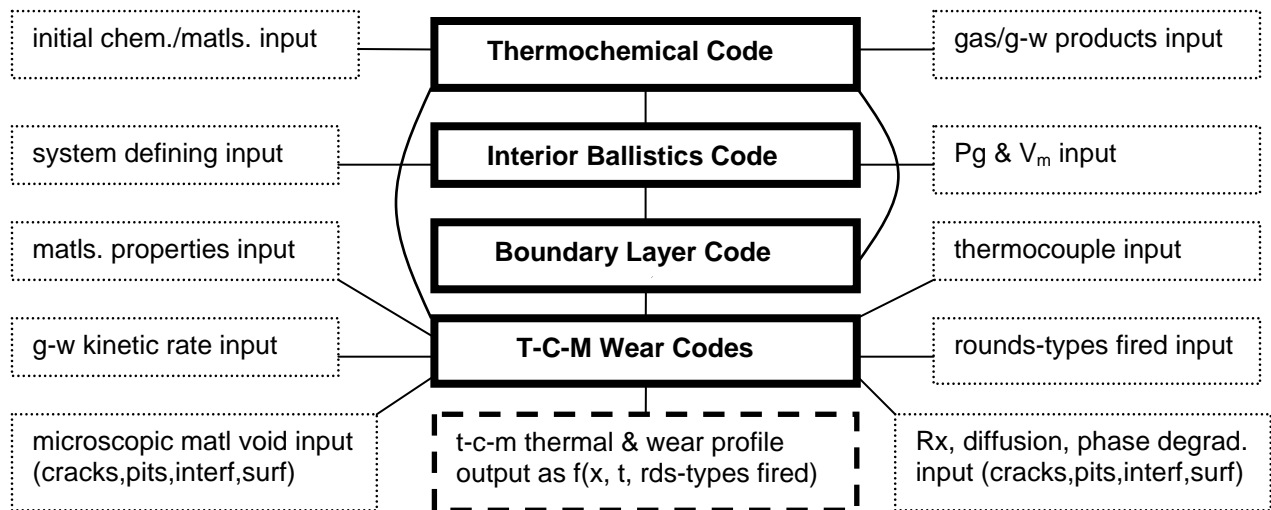 initial chem./matls. input
Thermochemical Code
gas/g-w products input
system defining input
Interior Ballistics Code
Pg & Vm input
matls. properties input
Boundary Layer Code
thermocouple input
g-w kinetic rate input
T-C-M Wear Codes
rounds-types fired input
microscopic matl void input
(cracks,pits,interf,surf)
t-c-m thermal & wear profile
output as f(x, t, rds-types fired)
Rx, diffusion, phase degrad.
input (cracks,pits,interf,surf)